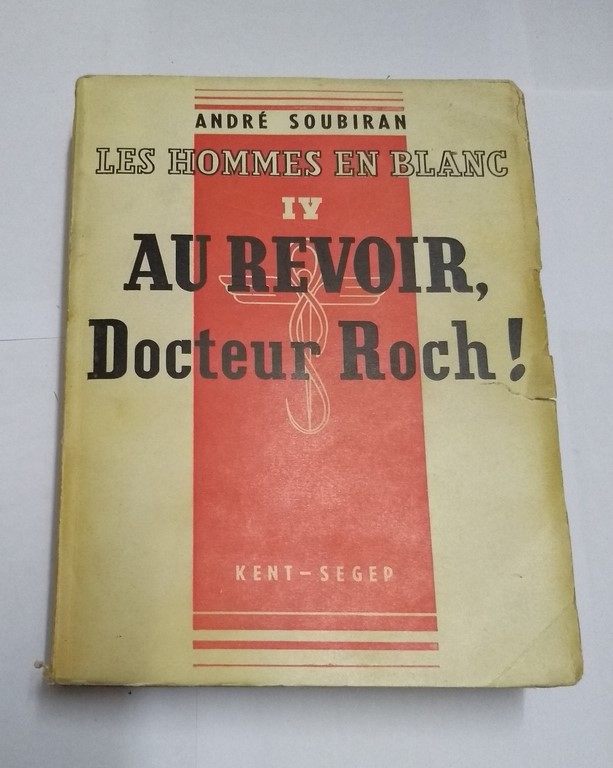 ANDRÉ SOUBIRAN
LES HOMMES EN BLANC
IV
AU REVOIR,
Docteur Roch!
KENT-SEGEP